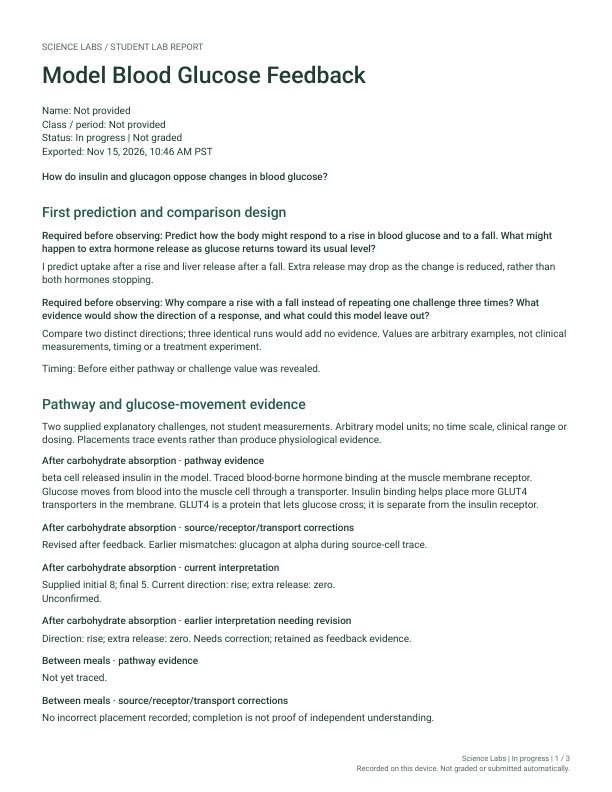 SCIENCE LABS / STUDENT LAB REPORT
Model Blood Glucose Feedback
Name: Not provided
Class / period: Not provided
Status: In progress | Not graded
Exported: Nov 15, 2026, 10:46 AM PST
How do insulin and glucagon oppose changes in blood glucose?
First prediction and comparison design
Required before observing: Predict how the body might respond to a rise in blood glucose and to a fall. What might
happen to extra hormone release as glucose returns toward its usual level?
I predict uptake after a rise and liver release after a fall. Extra release may drop as the change is reduced, rather than
both hormones stopping.
Required before observing: Why compare a rise with a fall instead of repeating one challenge three times? What
evidence would show the direction of a response, and what could this model leave out?
Compare two distinct directions; three identical runs would add no evidence. Values are arbitrary examples, not clinical
measurements, timing or a treatment experiment.
Timing: Before either pathway or challenge value was revealed.
Pathway and glucose-movement evidence
Two supplied explanatory challenges, not student measurements. Arbitrary model units; no time scale, clinical range or
dosing. Placements trace events rather than produce physiological evidence.
After carbohydrate absorption · pathway evidence
beta cell released insulin in the model. Traced blood-borne hormone binding at the muscle membrane receptor.
Glucose moves from blood into the muscle cell through a transporter. Insulin binding helps place more GLUT4
transporters in the membrane. GLUT4 is a protein that lets glucose cross; it is separate from the insulin receptor.
After carbohydrate absorption · source/receptor/transport corrections
Revised after feedback. Earlier mismatches: glucagon at alpha during source-cell trace.
After carbohydrate absorption · current interpretation
Supplied initial 8; final 5. Current direction: rise; extra release: zero.
Unconfirmed.
After carbohydrate absorption · earlier interpretation needing revision
Direction: rise; extra release: zero. Needs correction; retained as feedback evidence.
Between meals · pathway evidence
Not yet traced.
Between meals · source/receptor/transport corrections
No incorrect placement recorded; completion is not proof of independent understanding.
Science Labs | In progress | 1 / 3
Recorded on this device. Not graded or submitted automatically.